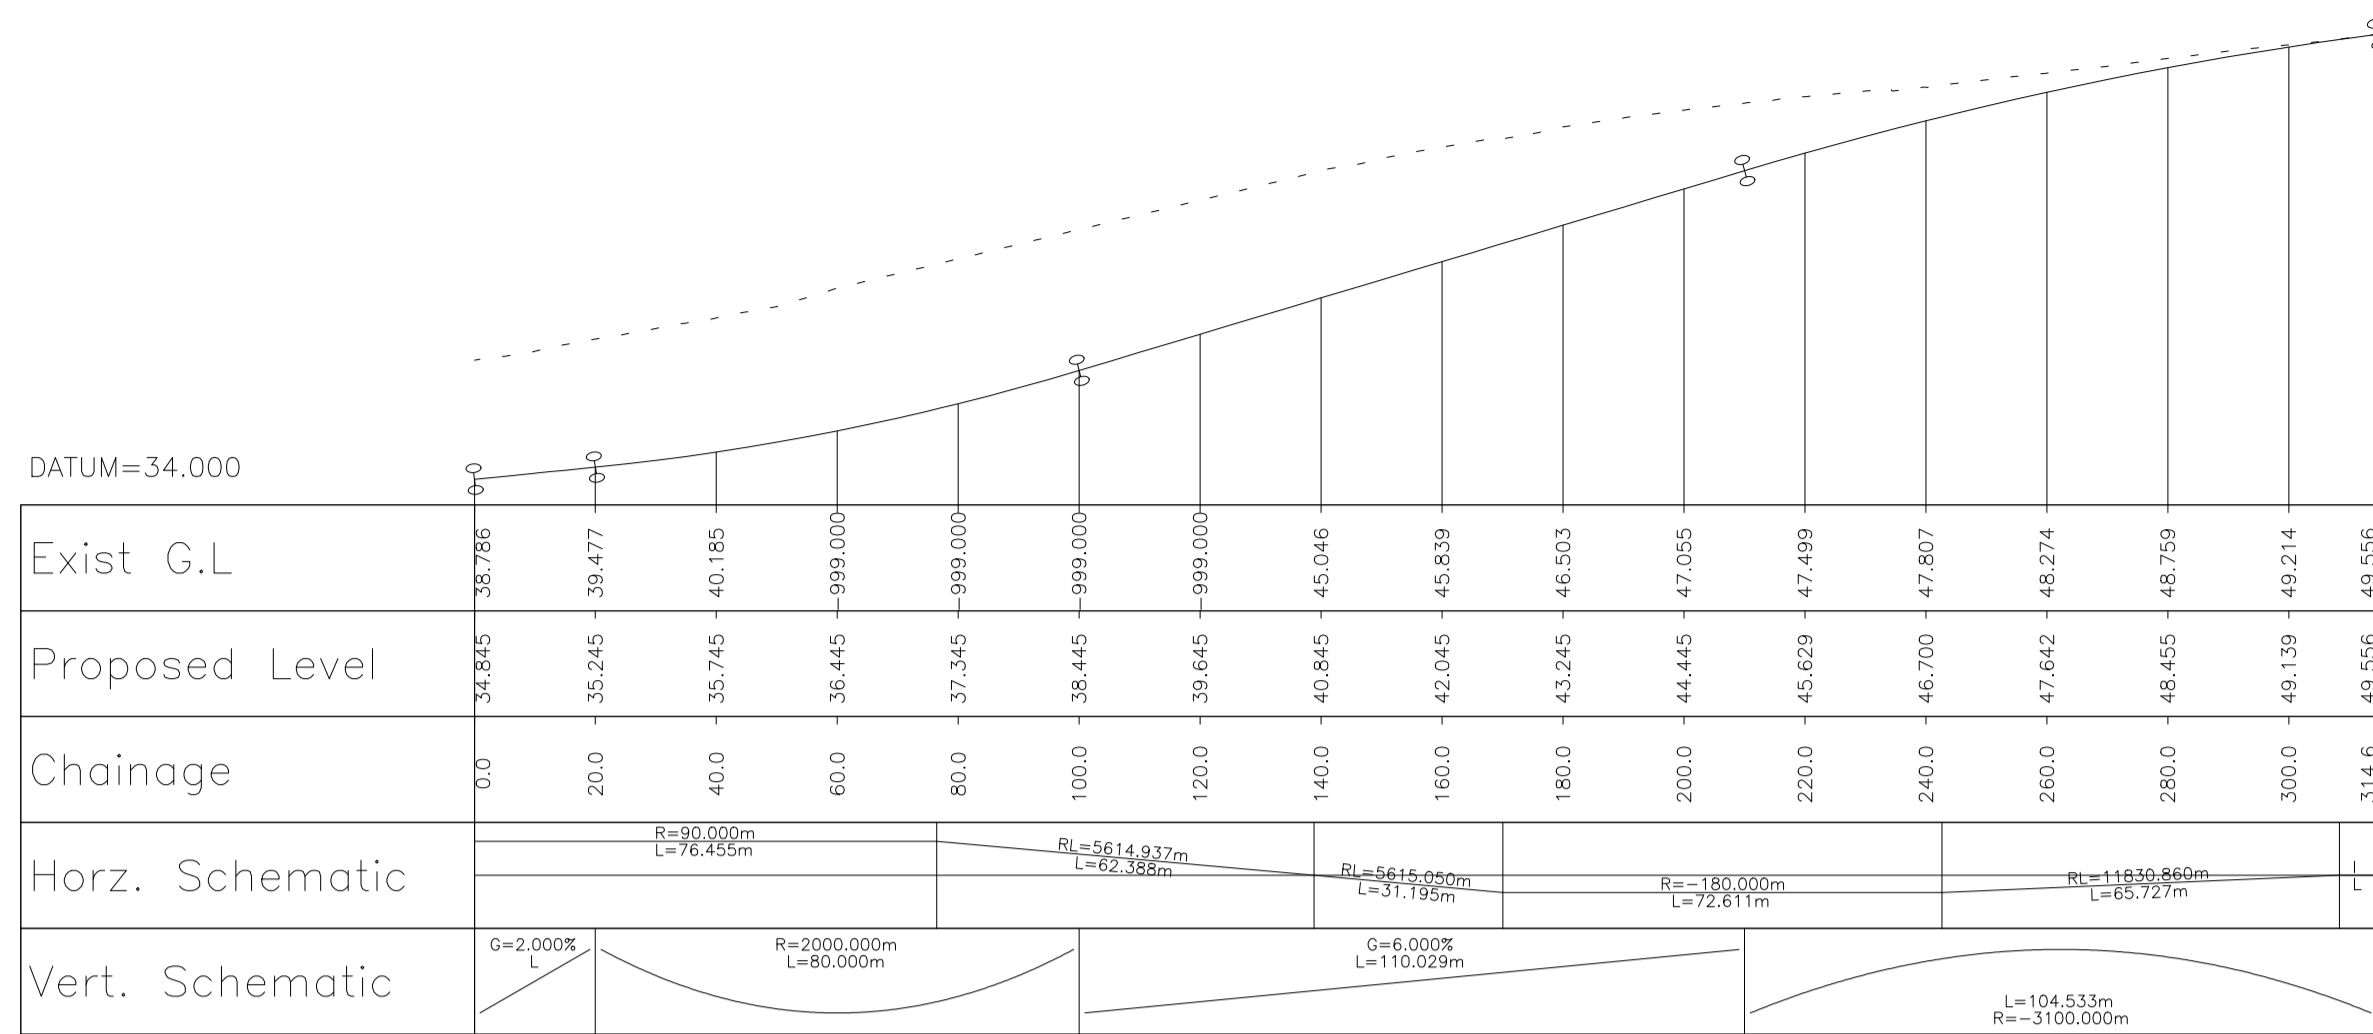 DATUM=34.000
Exist G.L
38.786
39.477
40.185
-999.000
-999.000
-999.000
-999.000
45.046
45.839
46.503
47.055
47.499
47.807
48.274
48.759
49.214
49.556
Proposed Level
34.845
35.245
35.745
36.445
37.345
38.445
39.645
40.845
42.045
43.245
44.445
45.629
46.700
47.642
48.455
49.139
49.556
Chainage
0.0
20.0
40.0
60.0
80.0
100.0
120.0
140.0
160.0
180.0
200.0
220.0
240.0
260.0
280.0
300.0
314.6
Horz. Schematic
R=90.000m
L=76.455m
RL=5614.937m
L=62.388m
RL=5615.050m
L=31.195m
R=-180.000m
L=72.611m
RL=11830.860m
L=65.727m
L
Vert. Schematic
G=2.000%
L
R=2000.000m
L=80.000m
G=6.000%
L=110.029m
L=104.533m
R=-3100.000m